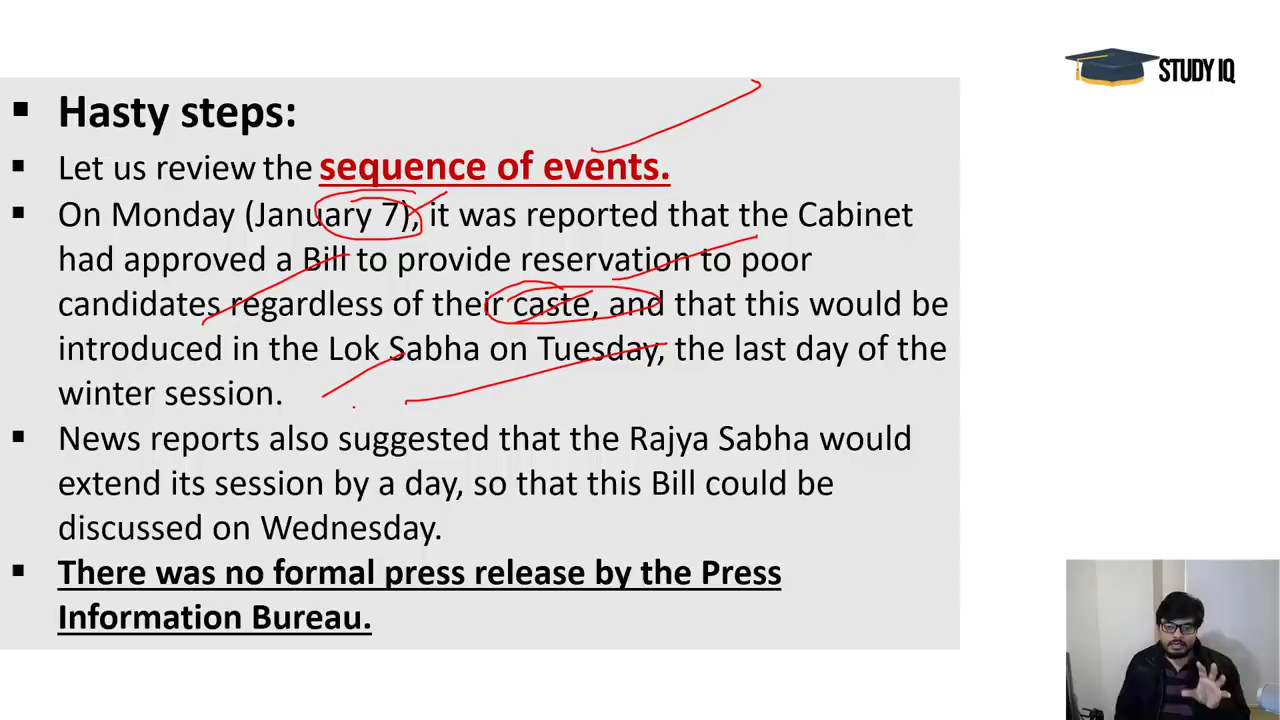 STUDY IQ
Hasty steps:
Let us review the sequence of events.
On Monday (January 7), it was reported that the Cabinet
had approved a Bill to provide reservation to poor
candidates regardless of their caste, and that this would be
introduced in the Lok Sabha on Tuesday, the last day of the
winter session.
News reports also suggested that the Rajya Sabha would
extend its session by a day, so that this Bill could be
discussed on Wednesday.
There was no formal press release by the Press
Information Bureau.